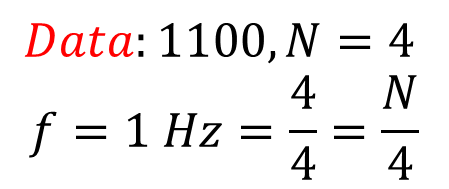 Data: 1100, N = 4
f = 1 Hz = 4/4 = N/4